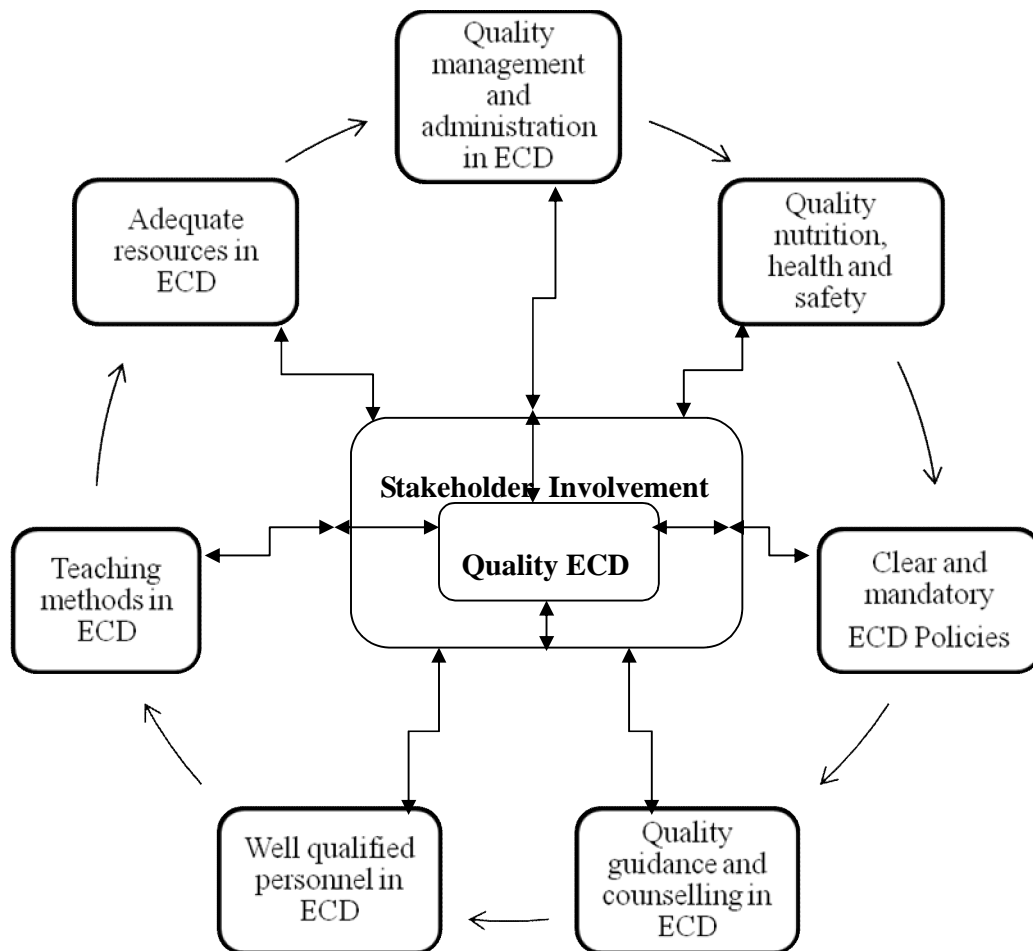 Quality
management
and
administration
in ECD
Adequate
resources in
ECD
Quality
nutrition,
health and
safety
Stakeholder Involvement
Quality ECD
Teaching
methods in
ECD
Clear and
mandatory
ECD Policies
Well qualified
personnel in
ECD
Quality
guidance and
counselling in
ECD